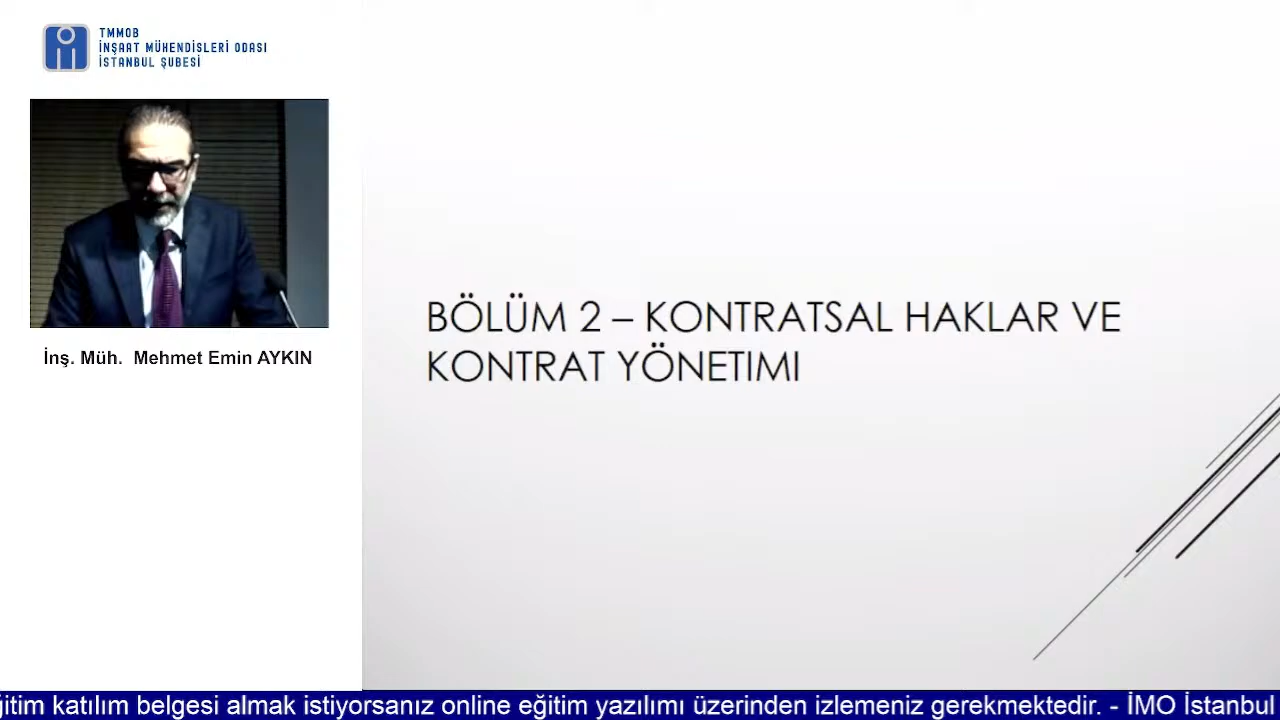 TMMOB
İNŞAAT MÜHENDİSLERİ ODASI
İSTANBUL ŞUBESİ
İnş. Müh. Mehmet Emin AYKIN
BÖLÜM 2 – KONTRATSAL HAKLAR VE
KONTRAT YÖNETIMI
ğitim katılım belgesi almak istiyorsanız online eğitim yazılımı üzerinden izlemeniz gerekmektedir. - İMO İstanbul